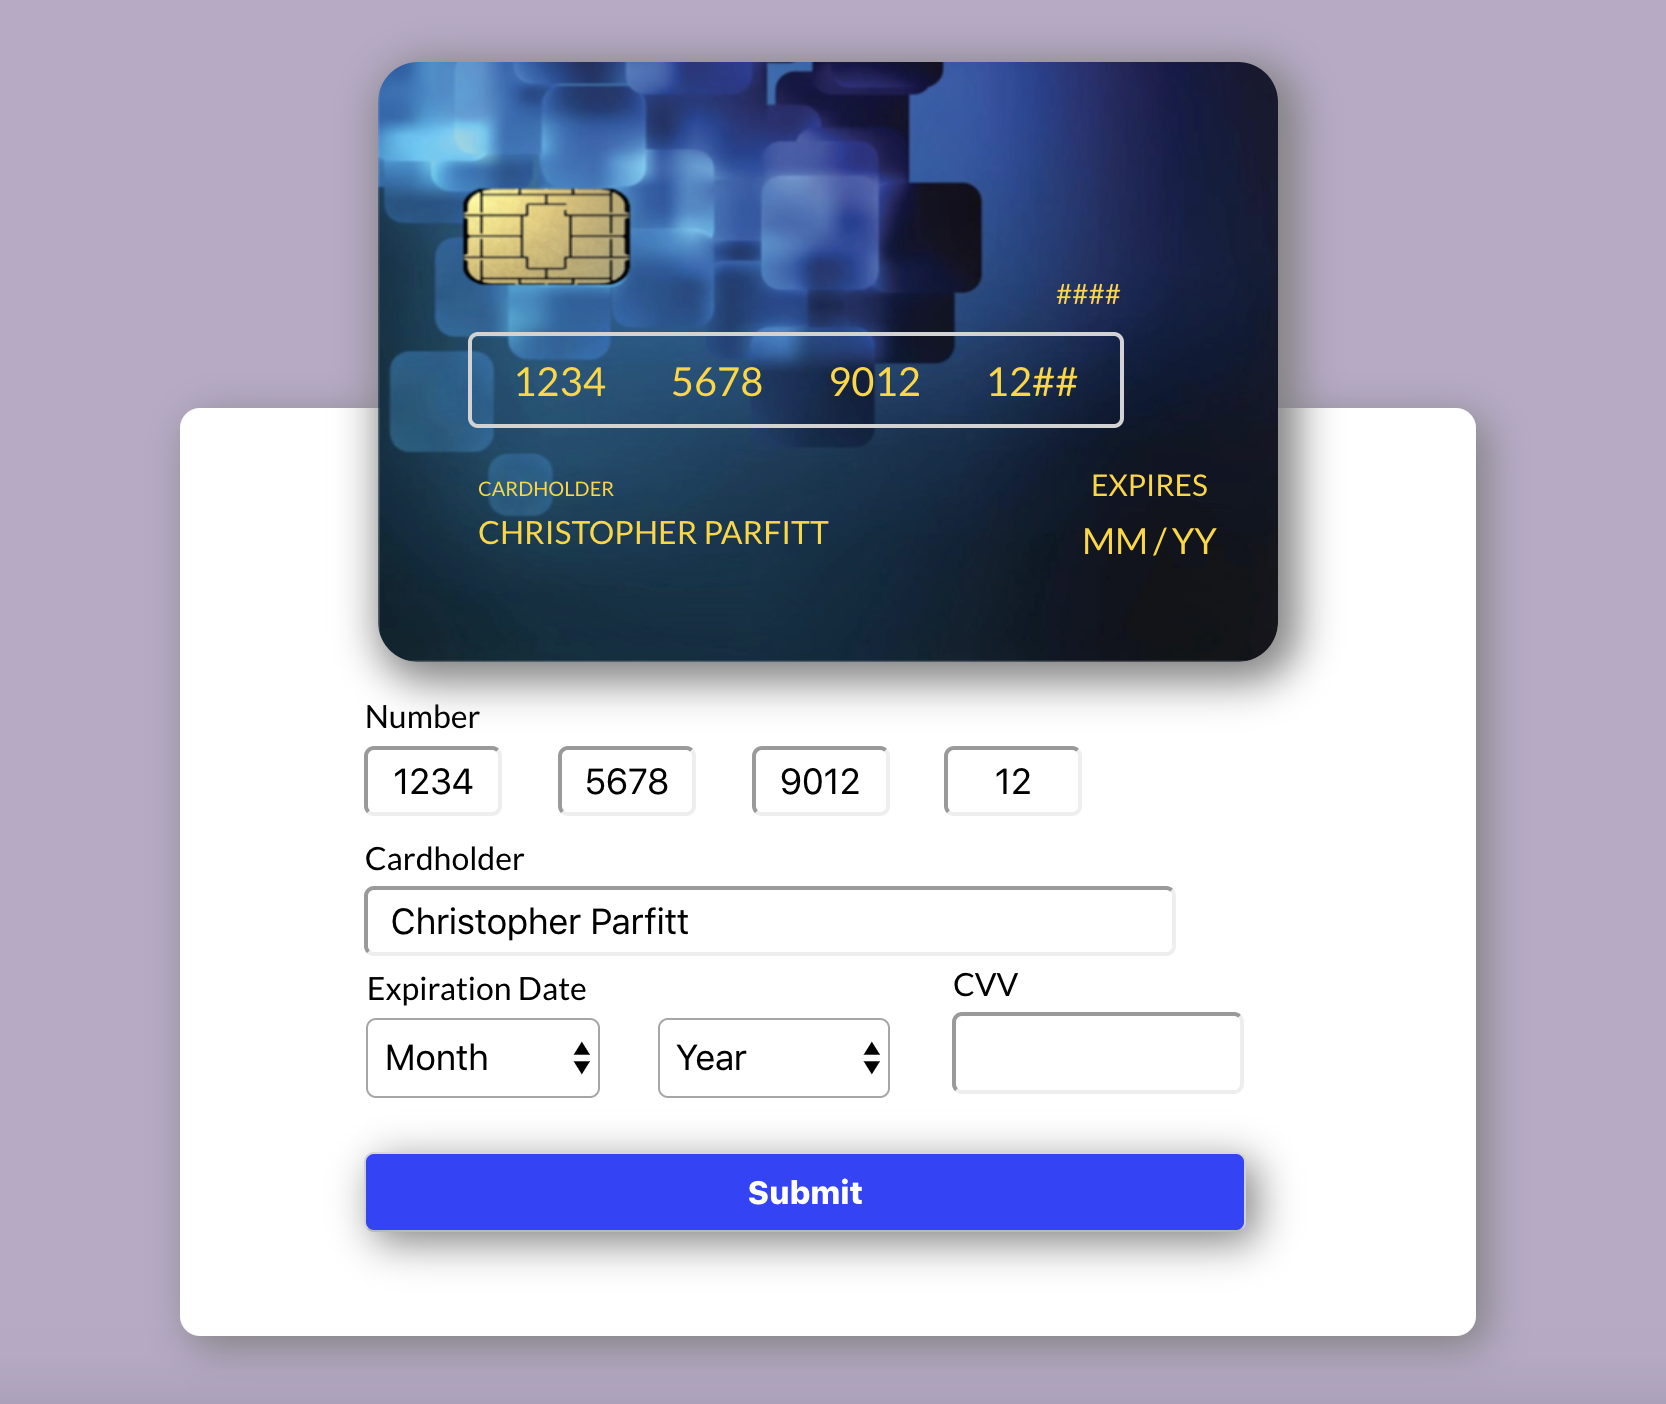 ####
1234 5678 9012 12##
CARDHOLDER
CHRISTOPHER PARFITT
EXPIRES
MM / YY
Number
1234 5678 9012 12
Cardholder
Christopher Parfitt
Expiration Date
CVV
Month Year
Submit